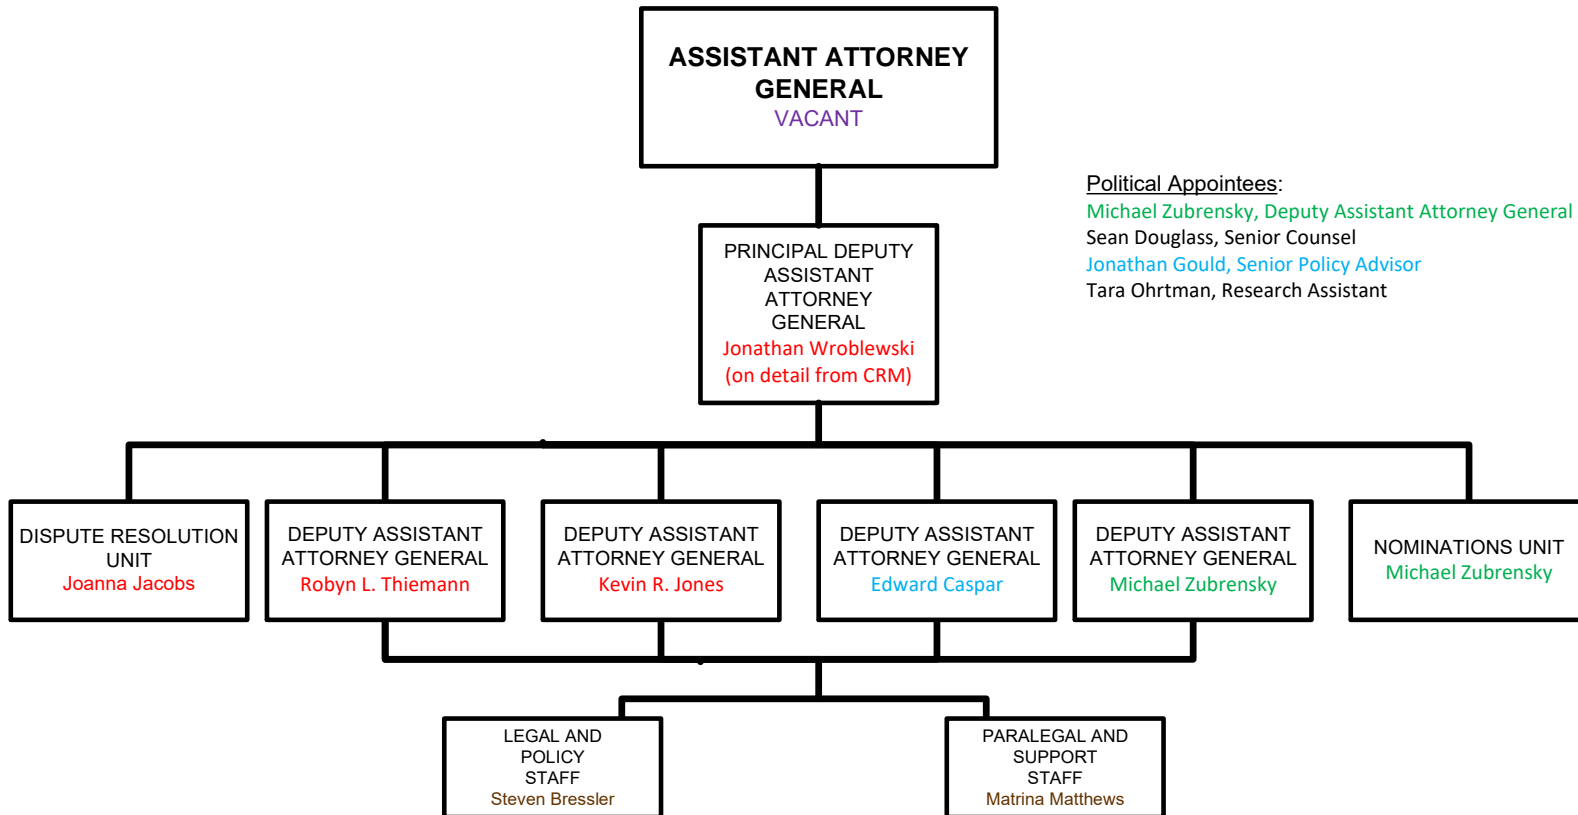 ASSISTANT ATTORNEY
GENERAL
VACANT
Political Appointees:
Michael Zubrensky, Deputy Assistant Attorney General
Sean Douglass, Senior Counsel
Jonathan Gould, Senior Policy Advisor
Tara Ohrtman, Research Assistant
PRINCIPAL DEPUTY
ASSISTANT
ATTORNEY
GENERAL
Jonathan Wroblewski
(on detail from CRM)
DISPUTE RESOLUTION
UNIT
Joanna Jacobs
DEPUTY ASSISTANT
ATTORNEY GENERAL
Robyn L. Thiemann
DEPUTY ASSISTANT
ATTORNEY GENERAL
Kevin R. Jones
DEPUTY ASSISTANT
ATTORNEY GENERAL
Edward Caspar
DEPUTY ASSISTANT
ATTORNEY GENERAL
Michael Zubrensky
NOMINATIONS UNIT
Michael Zubrensky
LEGAL AND
POLICY
STAFF
Steven Bressler
PARALEGAL AND
SUPPORT
STAFF
Matrina Matthews